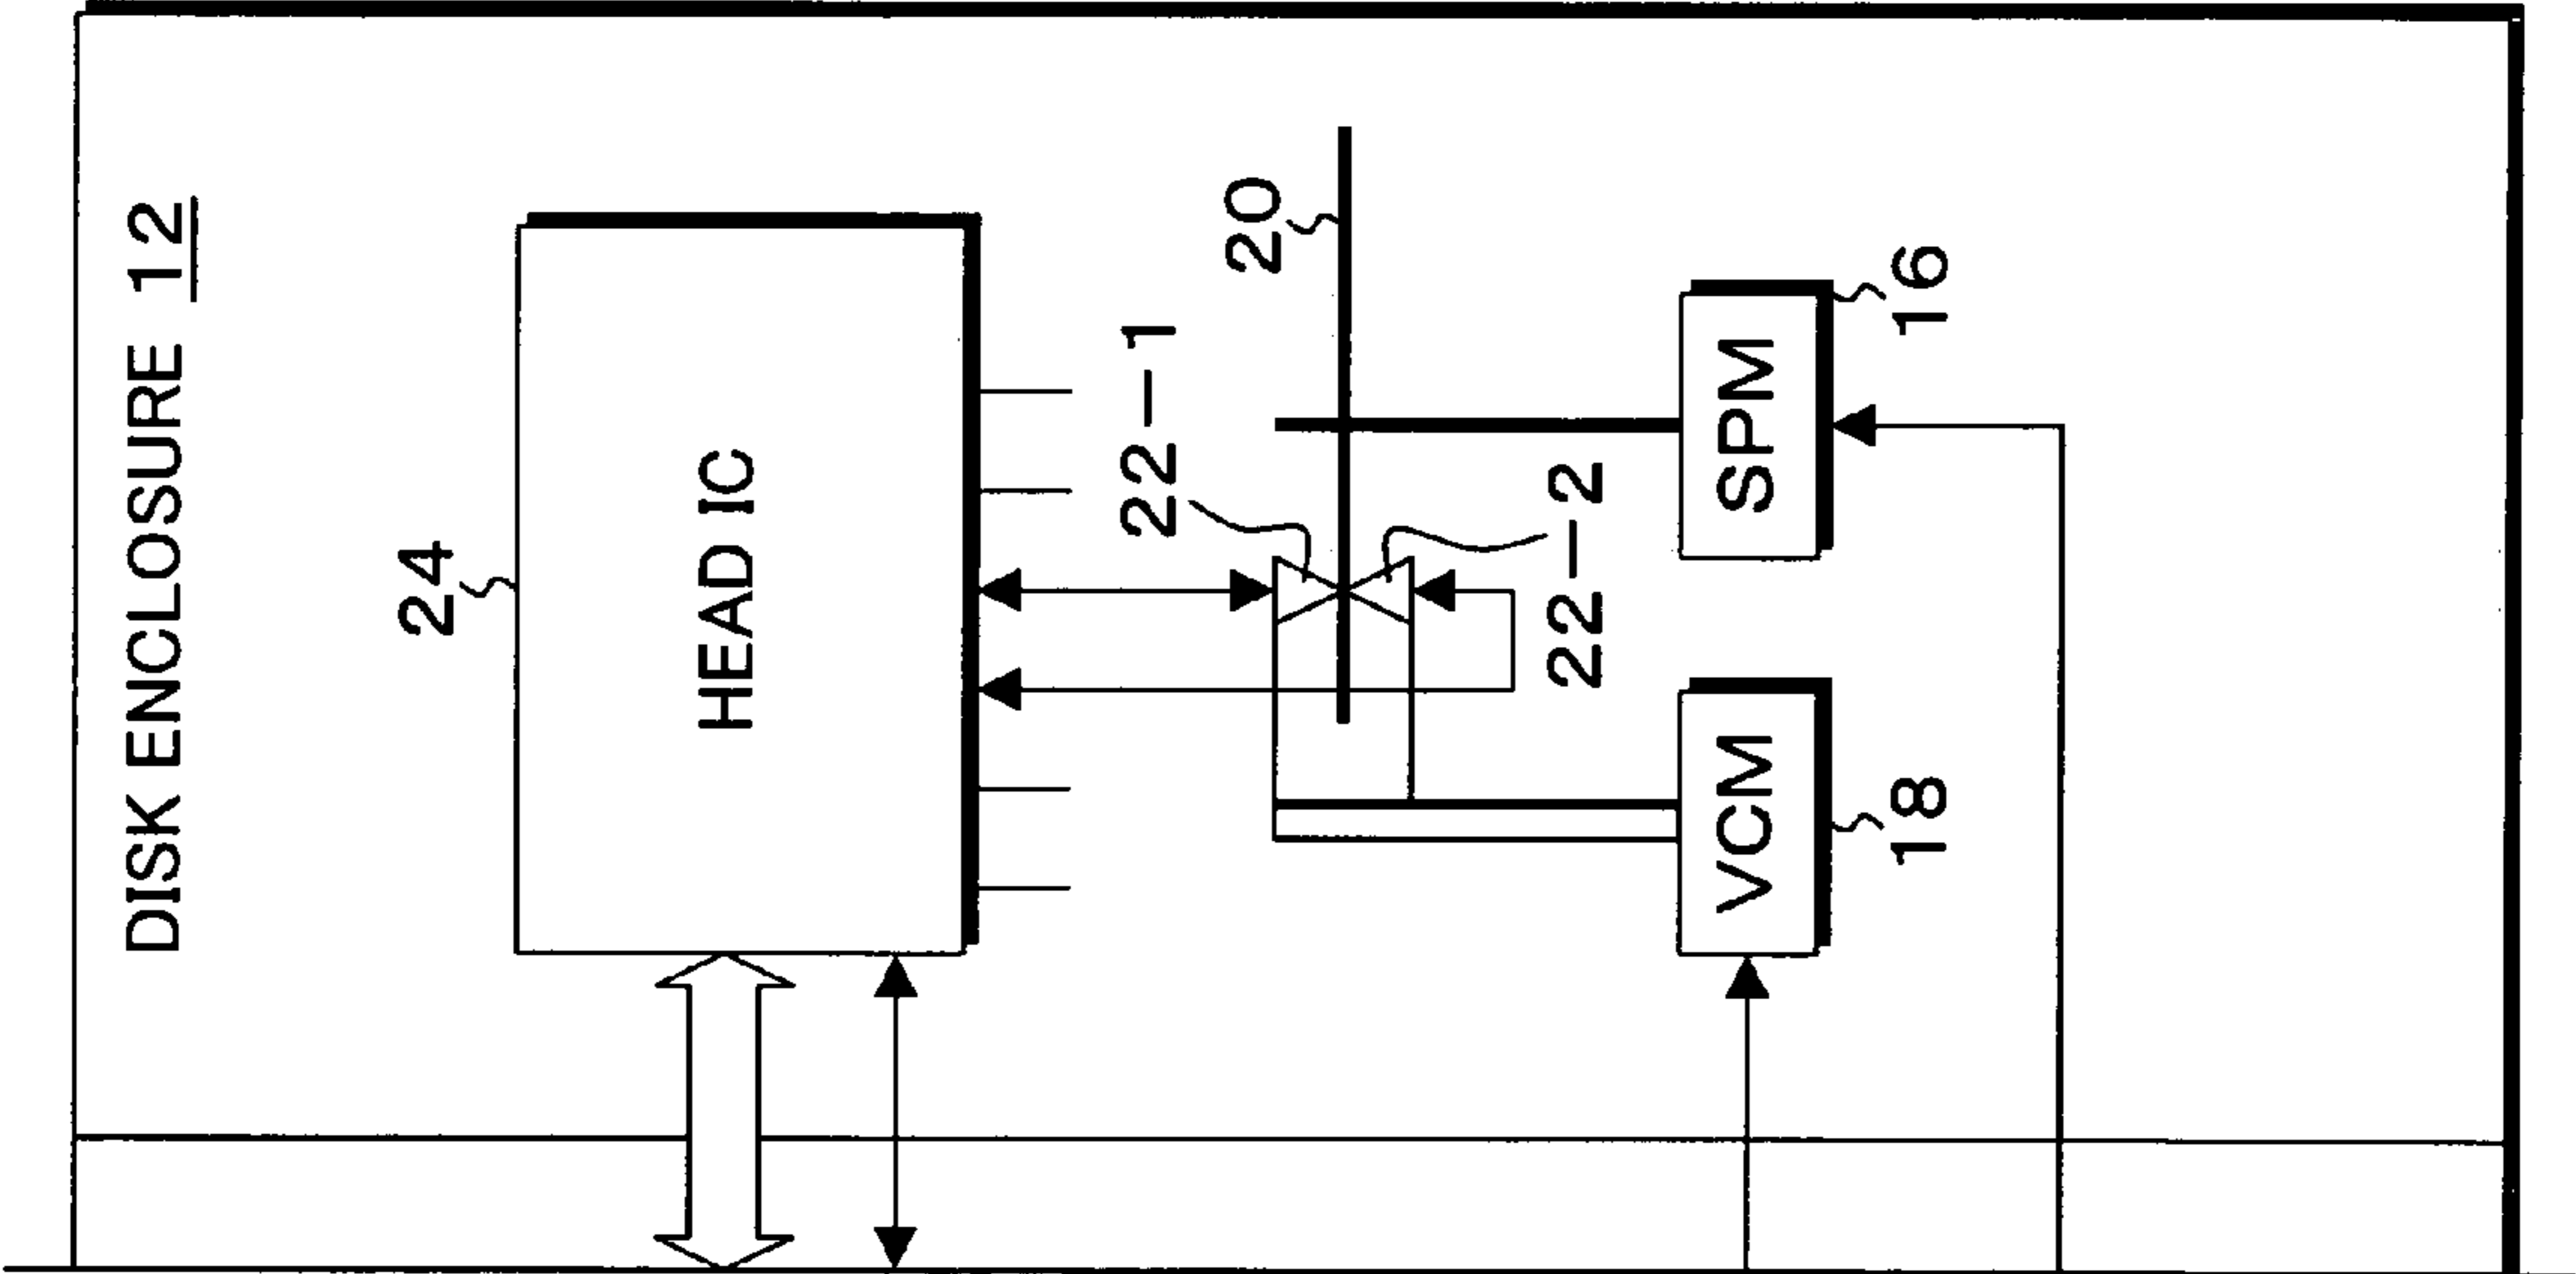 DISK ENCLOSURE 12
24
HEAD IC
22-1
20
22-2
VCM
18
SPM
16